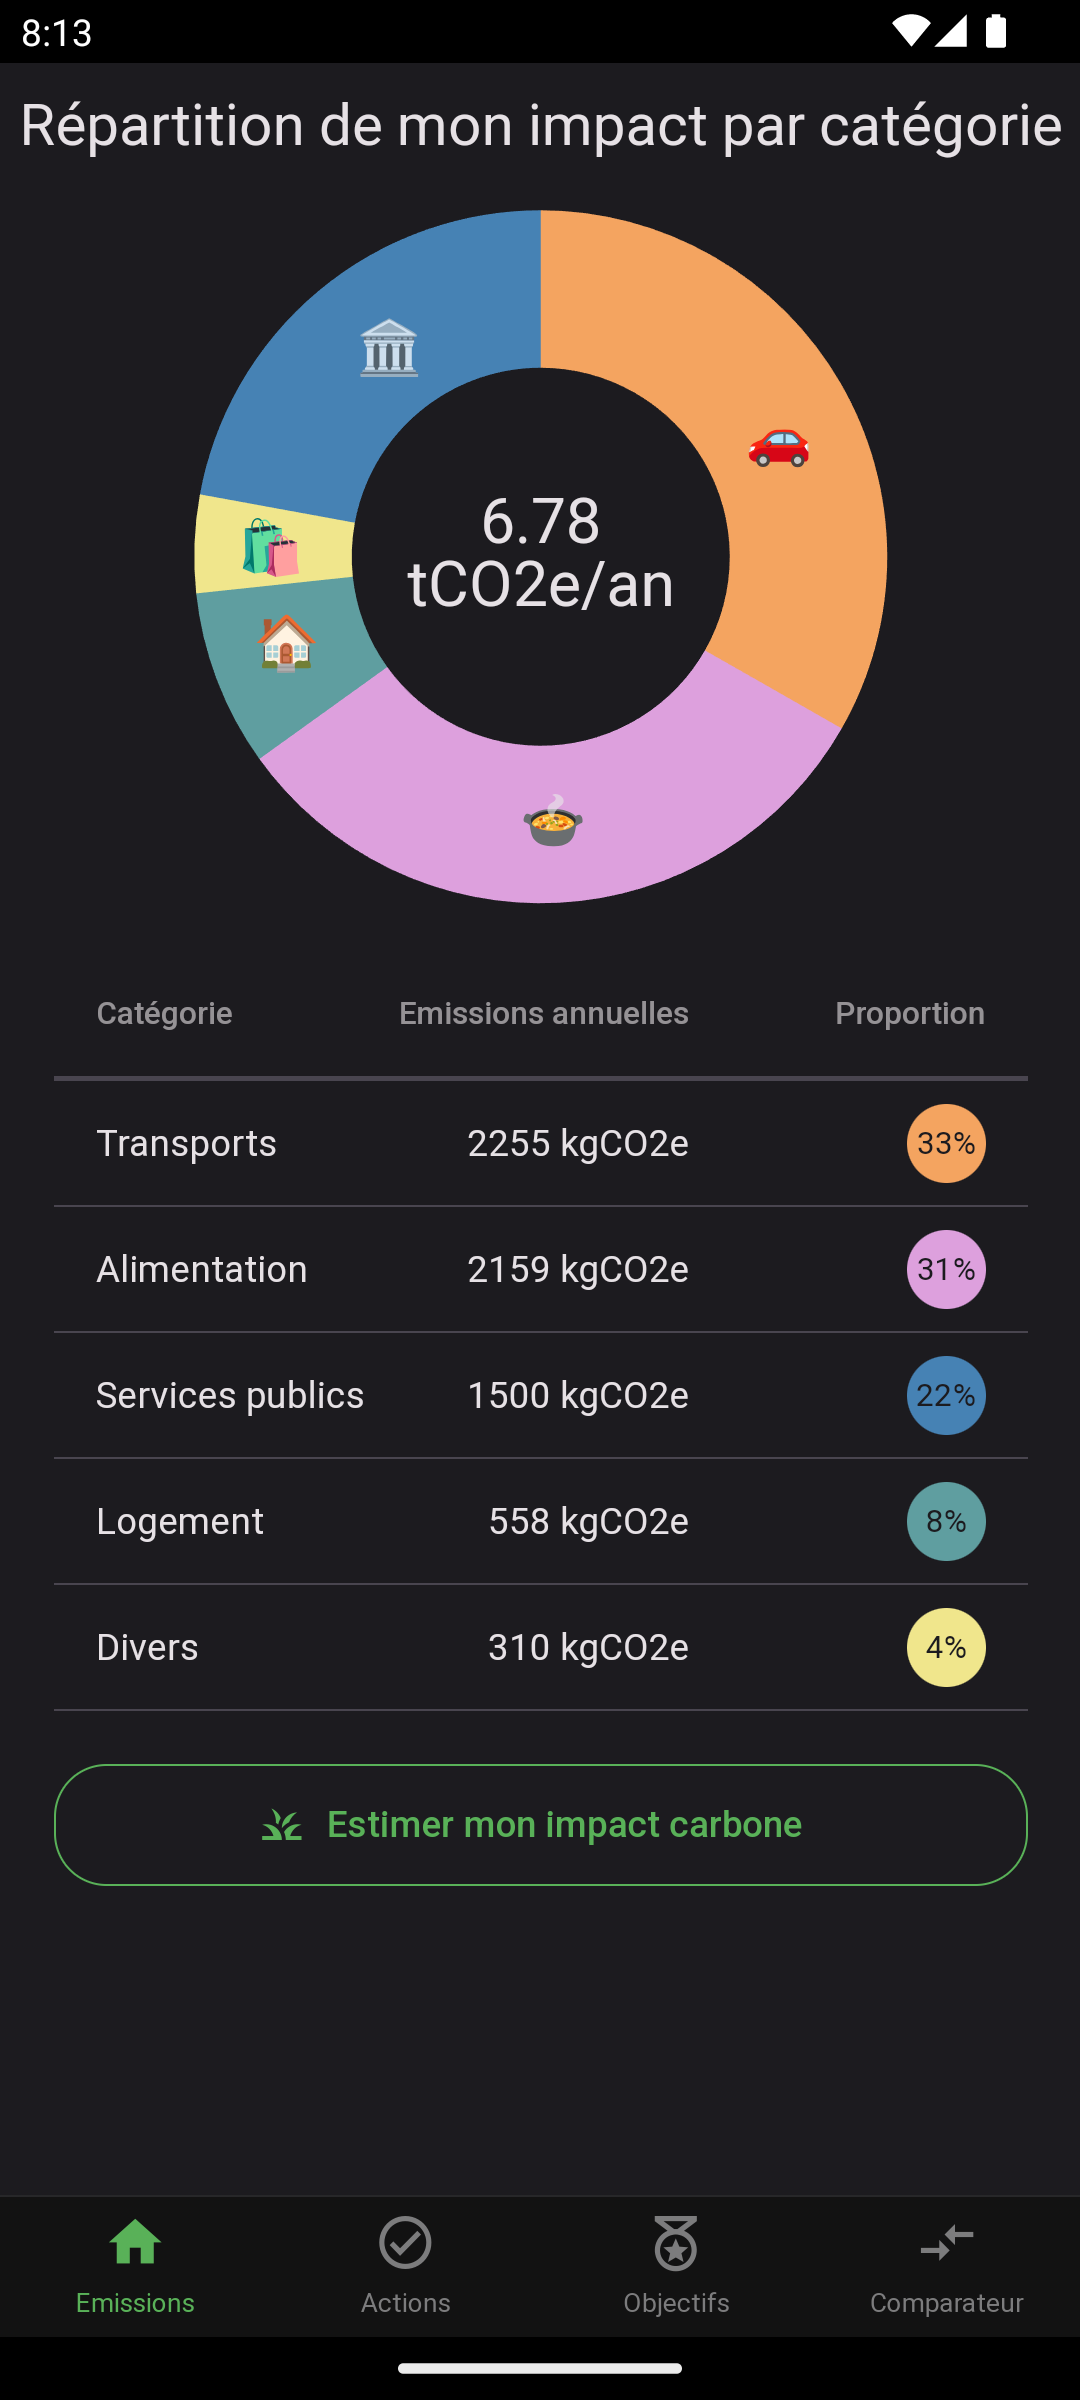 8:13
Répartition de mon impact par catégorie
6.78
tCO2e/an
Catégorie Emissions annuelles Proportion
Transports 2255 kgCO2e 33%
Alimentation 2159 kgCO2e 31%
Services publics 1500 kgCO2e 22%
Logement 558 kgCO2e 8%
Divers 310 kgCO2e 4%
Estimer mon impact carbone
Emissions Actions Objectifs Comparateur